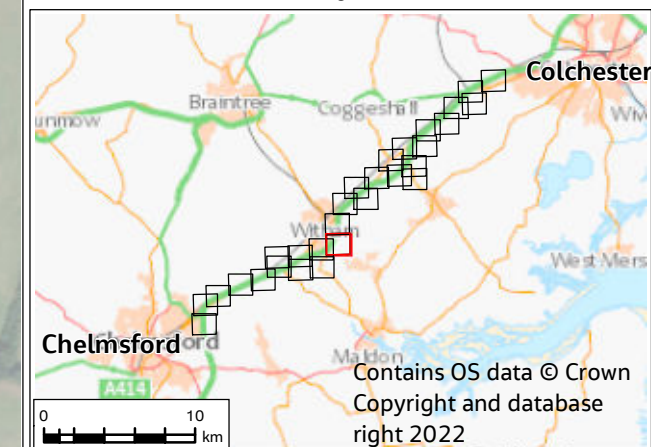 Colchester
Braintree
Coggeshall
unmow
Wiv
Witham
West Mers
Chelmsford
Maldon
A414
Contains OS data © Crown
Copyright and database
right 2022
0 10
km